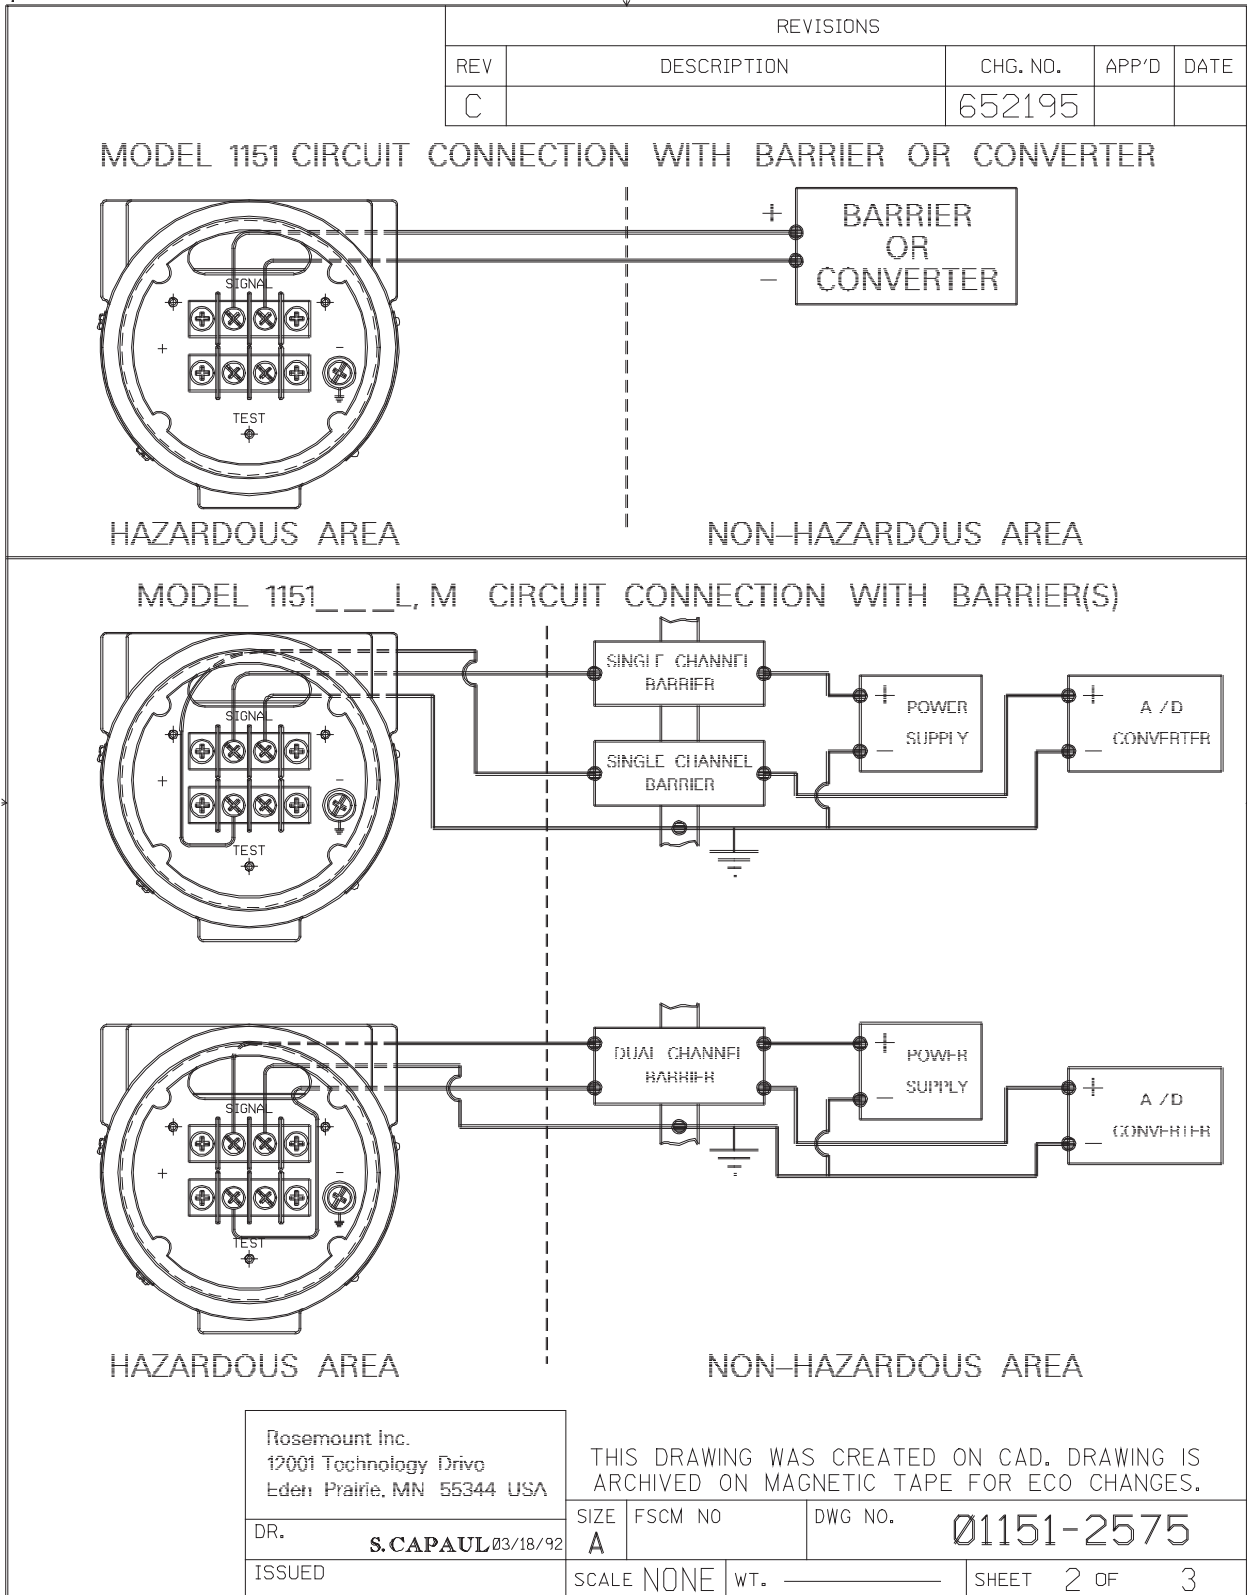 REVISIONS
REV DESCRIPTION CHG. NO. APP'D DATE
C 652195
MODEL 1151 CIRCUIT CONNECTION WITH BARRIER OR CONVERTER
+ BARRIER
OR
- CONVERTER
SIGNAL
+ -
TEST
HAZARDOUS AREA NON-HAZARDOUS AREA
MODEL 1151___L, M CIRCUIT CONNECTION WITH BARRIER(S)
SINGLE CHANNEL
BARRIER
+ POWER
- SUPPLY
+ A/D
- CONVERTER
SIGNAL
SINGLE CHANNEL
BARRIER
+ -
TEST
DUAL CHANNEL
BARRIER
+ POWER
- SUPPLY
+ A/D
- CONVERTER
SIGNAL
+ -
TEST
HAZARDOUS AREA NON-HAZARDOUS AREA
Rosemount Inc.
12001 Technology Drive
Eden Prairie, MN 55344 USA
THIS DRAWING WAS CREATED ON CAD. DRAWING IS
ARCHIVED ON MAGNETIC TAPE FOR ECO CHANGES.
DR. S. CAPAUL 03/18/92
SIZE A FSCM NO DWG NO. 01151-2575
ISSUED
SCALE NONE WT. SHEET 2 OF 3